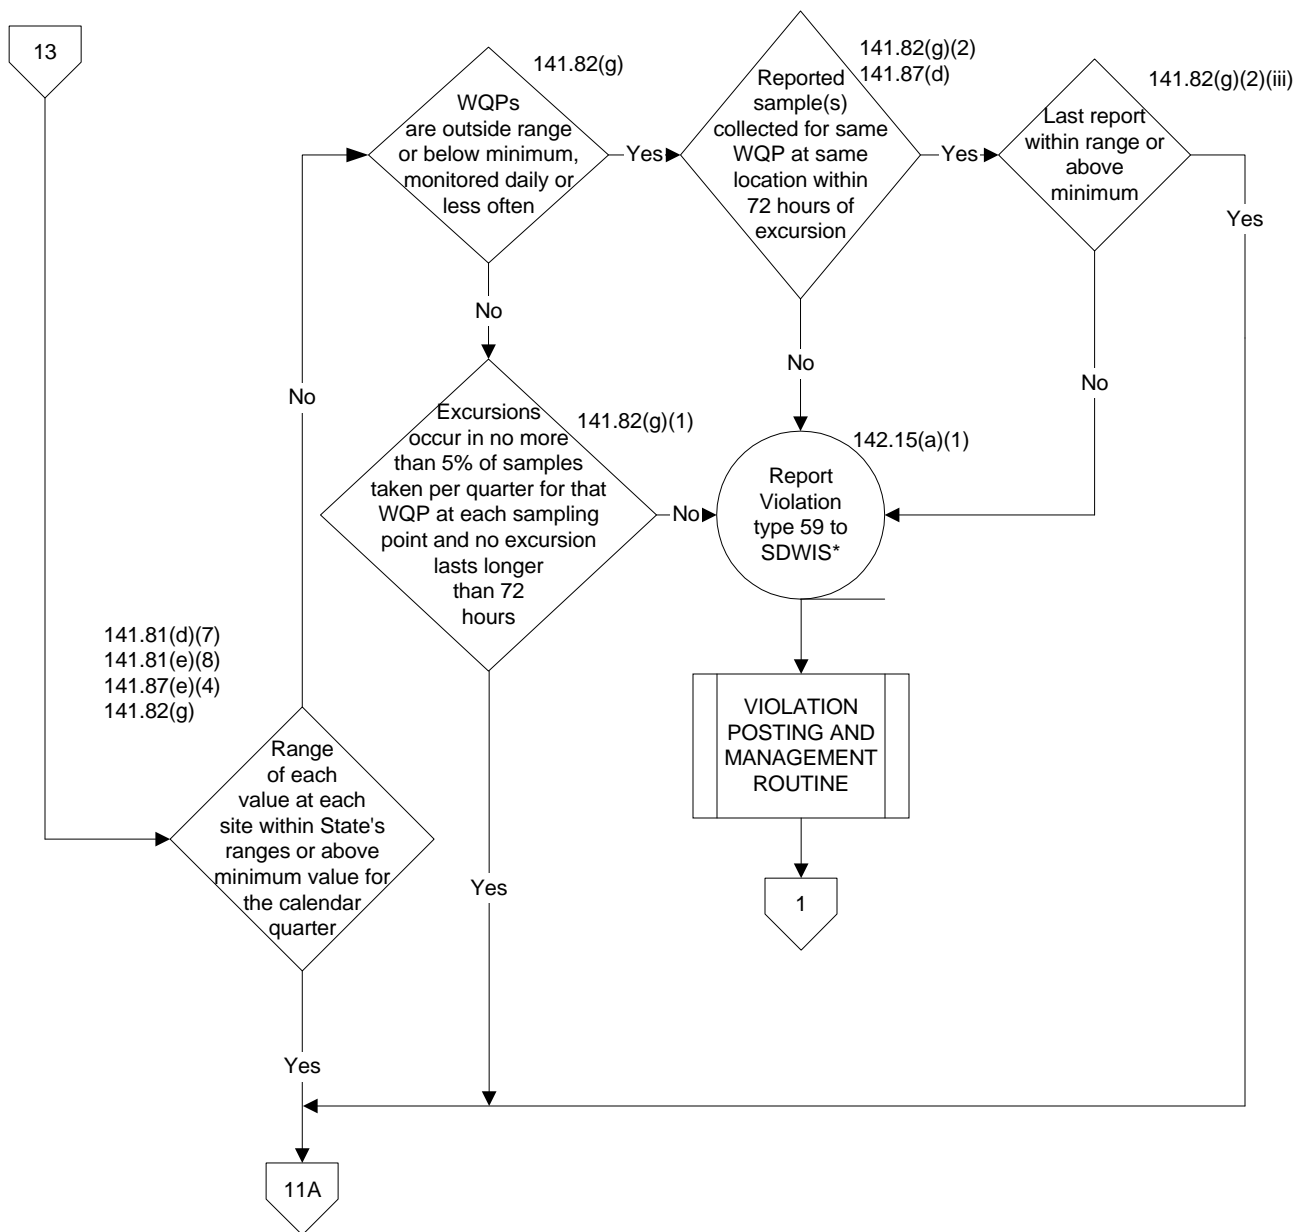 13
141.82(g)
WQPs
are outside range
or below minimum,
monitored daily or
less often
Yes
141.82(g)(2)
141.87(d)
Reported
sample(s)
collected for same
WQP at same
location within
72 hours of
excursion
Yes
141.82(g)(2)(iii)
Last report
within range or
above
minimum
Yes
No
No
No
No
Excursions
occur in no more
than 5% of samples
taken per quarter for that
WQP at each sampling
point and no excursion
lasts longer
than 72
hours
141.82(g)(1)
No
142.15(a)(1)
Report
Violation
type 59 to
SDWIS*
141.81(d)(7)
141.81(e)(8)
141.87(e)(4)
141.82(g)
Range
of each
value at each
site within State's
ranges or above
minimum value for
the calendar
quarter
VIOLATION
POSTING AND
MANAGEMENT
ROUTINE
Yes
1
Yes
11A